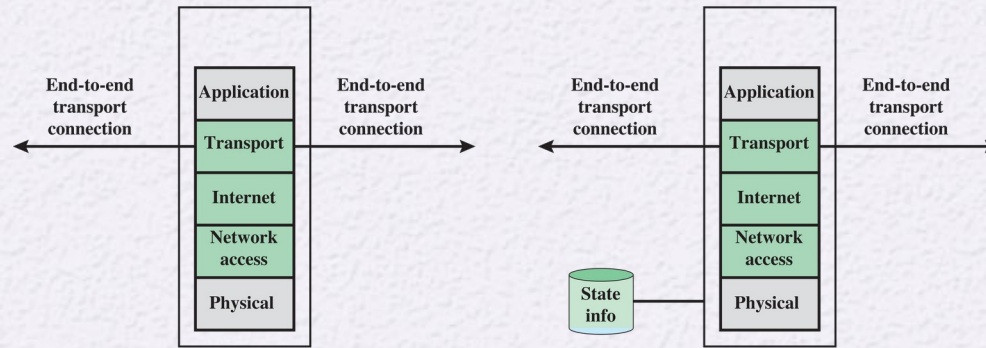 End-to-end
transport
connection
Application
Transport
Internet
Network
access
Physical
End-to-end
transport
connection
End-to-end
transport
connection
State
info
Application
Transport
Internet
Network
access
Physical
End-to-end
transport
connection